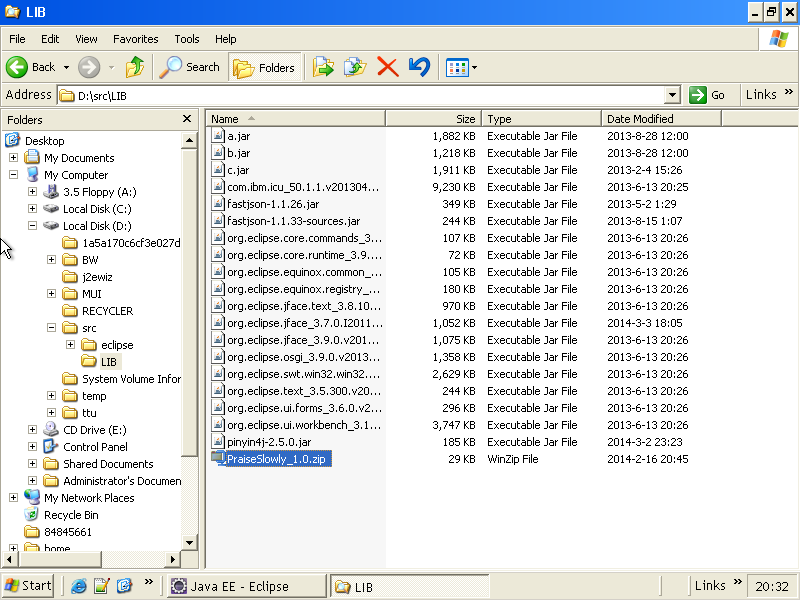 LIB
File Edit View Favorites Tools Help
Back Search Folders
Address D:\src\LIB Go Links »
Folders
Desktop
My Documents
My Computer
3.5 Floppy (A:)
Local Disk (C:)
Local Disk (D:)
1a5a170c6cf3e027d
BW
j2ewiz
MUI
RECYCLER
src
eclipse
LIB
System Volume Infor
temp
ttu
CD Drive (E:)
Control Panel
Shared Documents
Administrator's Documen
My Network Places
Recycle Bin
84845661
home
Name Size Type Date Modified
a.jar 1,882 KB Executable Jar File 2013-8-28 12:00
b.jar 1,218 KB Executable Jar File 2013-8-28 12:00
c.jar 1,911 KB Executable Jar File 2013-2-4 15:26
com.ibm.icu_50.1.1.v201304... 9,230 KB Executable Jar File 2013-6-13 20:25
fastjson-1.1.26.jar 349 KB Executable Jar File 2013-5-2 1:29
fastjson-1.1.33-sources.jar 244 KB Executable Jar File 2013-8-15 1:07
org.eclipse.core.commands_3... 107 KB Executable Jar File 2013-6-13 20:26
org.eclipse.core.runtime_3.9.... 72 KB Executable Jar File 2013-6-13 20:26
org.eclipse.equinox.common_... 105 KB Executable Jar File 2013-6-13 20:26
org.eclipse.equinox.registry_... 180 KB Executable Jar File 2013-6-13 20:26
org.eclipse.jface.text_3.8.10... 970 KB Executable Jar File 2013-6-13 20:26
org.eclipse.jface_3.7.0.I2011... 1,052 KB Executable Jar File 2014-3-3 18:05
org.eclipse.jface_3.9.0.v201... 1,075 KB Executable Jar File 2013-6-13 20:26
org.eclipse.osgi_3.9.0.v2013... 1,358 KB Executable Jar File 2013-6-13 20:26
org.eclipse.swt.win32.win32.... 2,629 KB Executable Jar File 2013-6-13 20:26
org.eclipse.text_3.5.300.v20... 244 KB Executable Jar File 2013-6-13 20:26
org.eclipse.ui.forms_3.6.0.v2... 296 KB Executable Jar File 2013-6-13 20:26
org.eclipse.ui.workbench_3.1... 3,747 KB Executable Jar File 2013-6-13 20:26
pinyin4j-2.5.0.jar 185 KB Executable Jar File 2014-3-2 23:23
PraiseSlowly_1.0.zip 29 KB WinZip File 2014-2-16 20:45
Start » Java EE - Eclipse LIB Links » 20:32